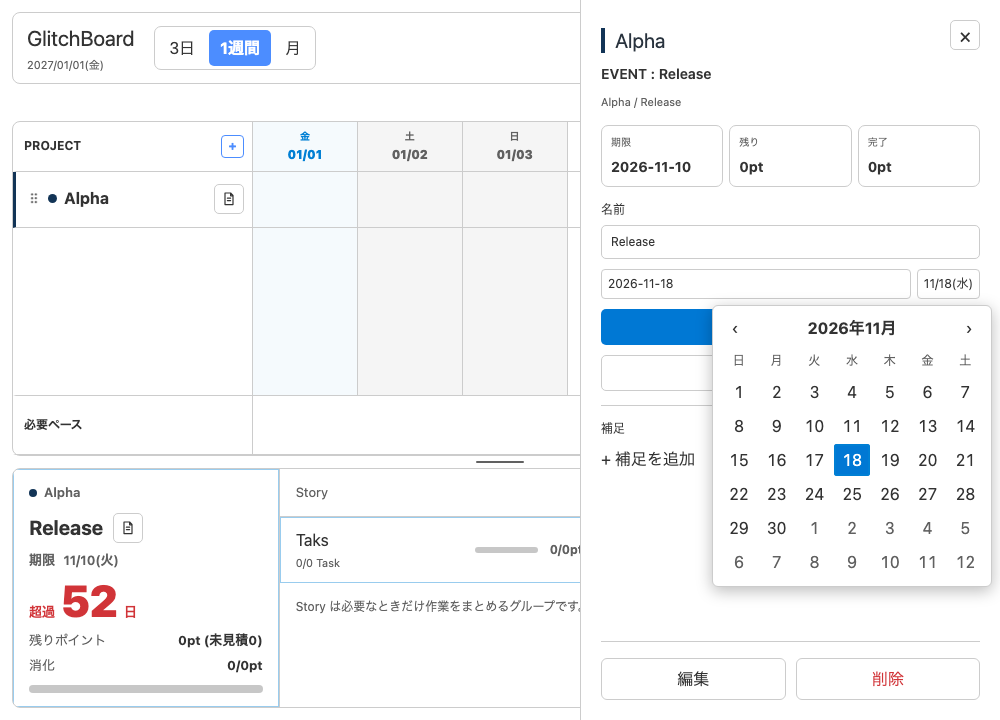 GlitchBoard
3日 1週間 月
2027/01/01(金)
PROJECT +
金 土 日
01/01 01/02 01/03
Alpha
必要ペース
Alpha
Release
期限 11/10(火)
超過 52 日
残りポイント 0pt (未見積0)
消化 0/0pt
Story
Taks
0/0 Task
0/0pt
Story は必要なときだけ作業をまとめるグループです。
Alpha
EVENT : Release
Alpha / Release
期限 残り 完了
2026-11-10 0pt 0pt
名前
Release
2026-11-18 11/18(水)
‹ 2026年11月 ›
日 月 火 水 木 金 土
1 2 3 4 5 6 7
8 9 10 11 12 13 14
15 16 17 18 19 20 21
22 23 24 25 26 27 28
29 30 1 2 3 4 5
6 7 8 9 10 11 12
補足
+ 補足を追加
編集 削除